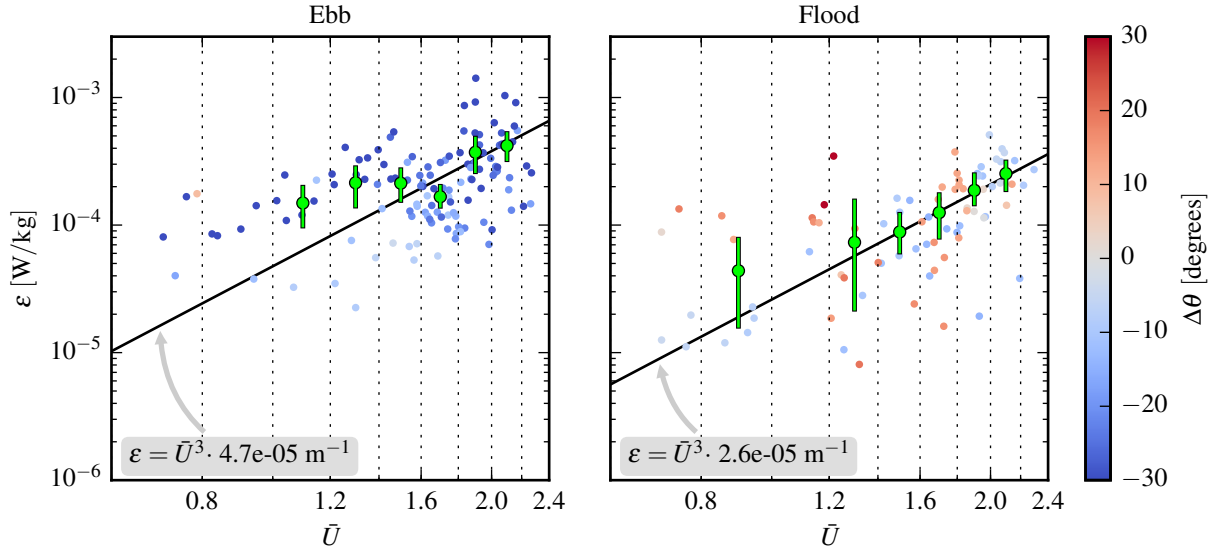 Ebb
Flood
ε [W/kg]
10⁻³
10⁻⁴
10⁻⁵
10⁻⁶
ε = Ū³ · 4.7e-05 m⁻¹
0.8 1.2 1.6 2.0 2.4
Ū
ε = Ū³ · 2.6e-05 m⁻¹
0.8 1.2 1.6 2.0 2.4
Ū
30
20
10
0
−10
−20
−30
Δθ [degrees]